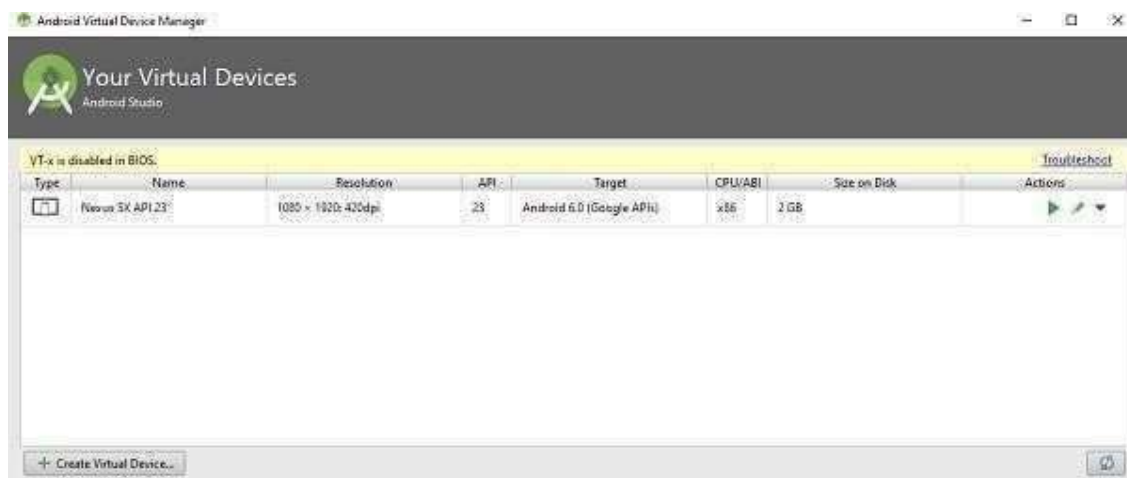 Android Virtual Device Manager
Your Virtual Devices
Android Studio
VT-x is disabled in BIOS. Troubleshoot
Type Name Resolution API Target CPU/ABI Size on Disk Actions
Nexus 5X API 23 1080 × 1920: 420dpi 23 Android 6.0 (Google APIs) x86 2 GB
+ Create Virtual Device...